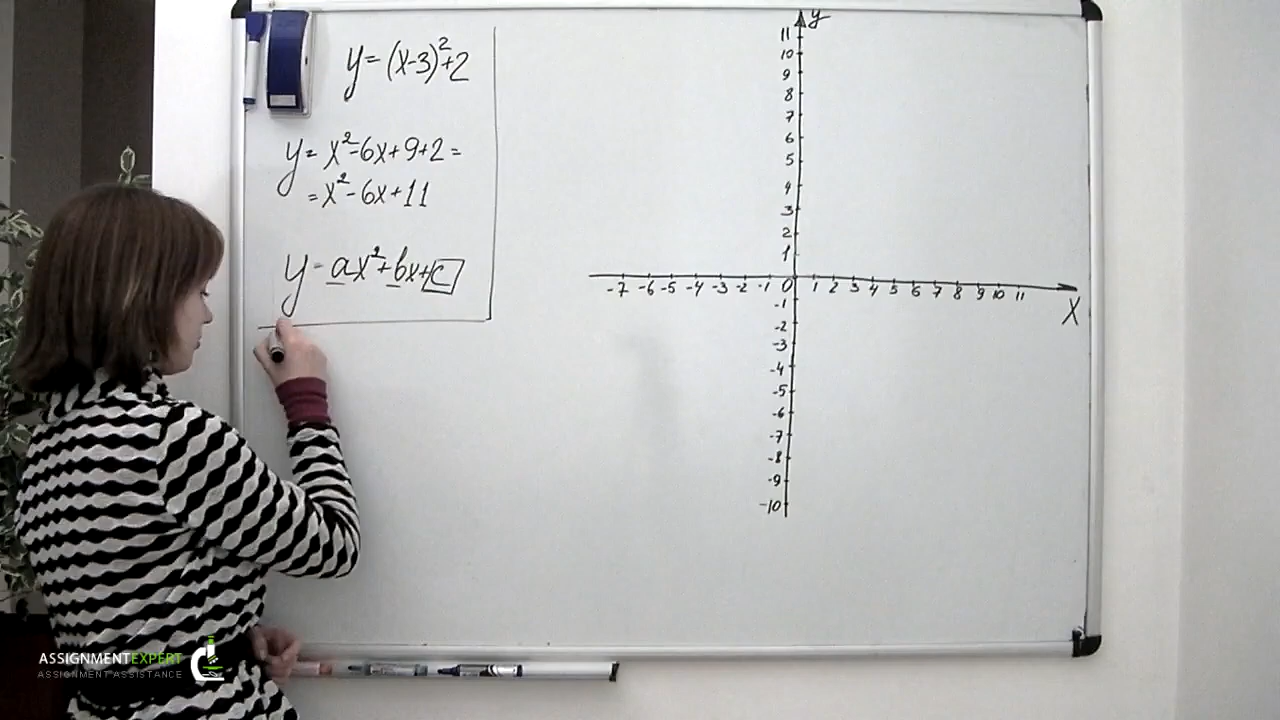 y = (x-3)²+2
y = x²-6x+9+2 =
= x²-6x+11
y = ax²+bx+c
y
11
10
9
8
7
6
5
4
3
2
1
-7 -6 -5 -4 -3 -2 -1 0 1 2 3 4 5 6 7 8 9 10 11
X
-1
-2
-3
-4
-5
-6
-7
-8
-9
-10
ASSIGNMENTEXPERT
ASSIGNMENT ASSISTANCE